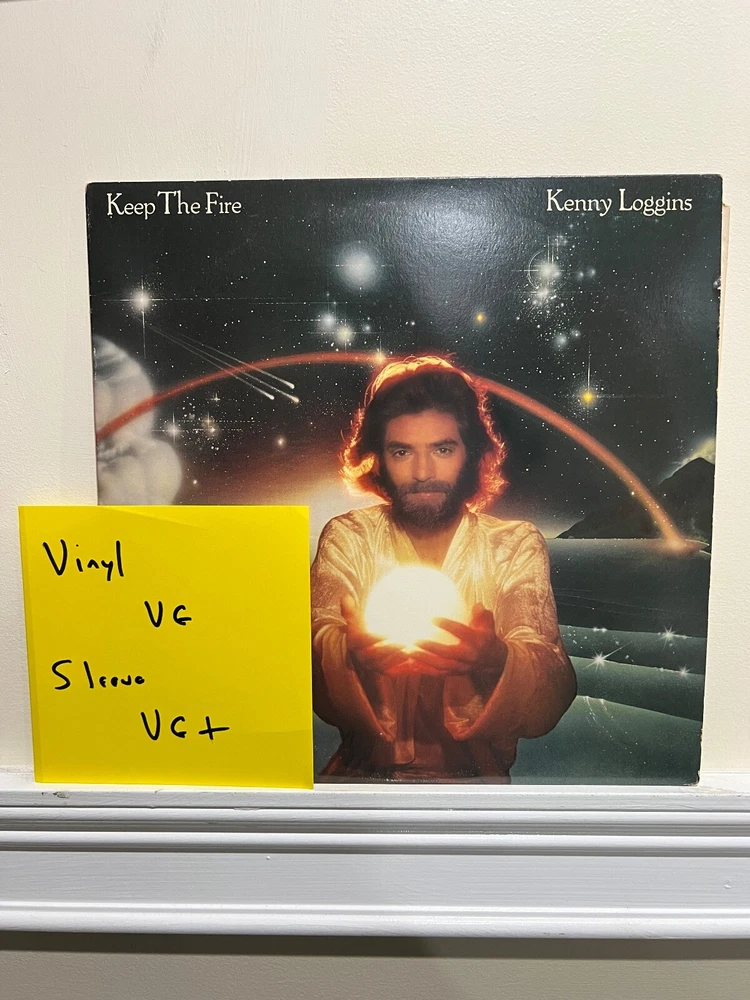 Keep The Fire
Kenny Loggins
Vinyl
VG
Sleeve
VG+